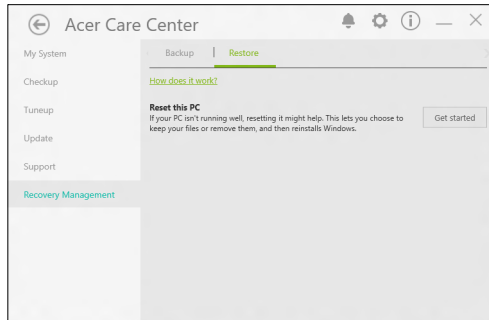 Acer Care Center
My System
Backup
Restore
Checkup
How does it work?
Tuneup
Reset this PC
If your PC isn't running well, resetting it might help. This lets you choose to
keep your files or remove them, and then reinstalls Windows.
Get started
Update
Support
Recovery Management